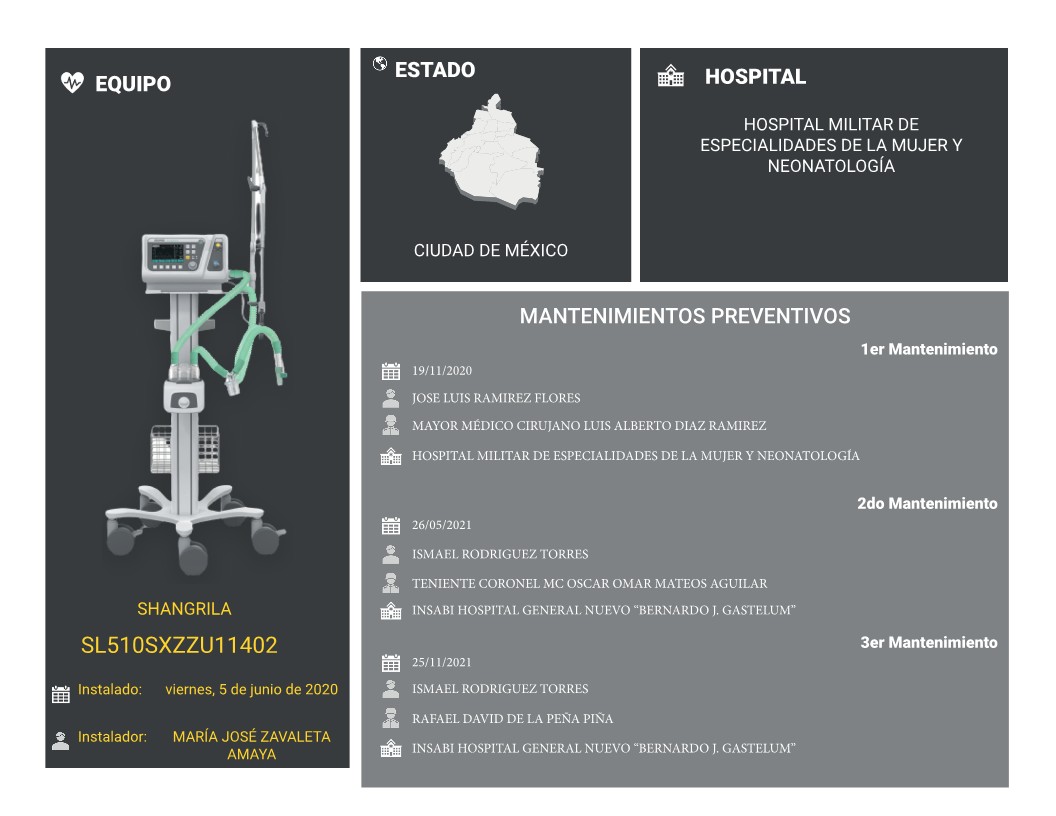 EQUIPO
SHANGRILA
SL510SXZZU11402
Instalado: viernes, 5 de junio de 2020
Instalador: MARÍA JOSÉ ZAVALETA
AMAYA
ESTADO
CIUDAD DE MÉXICO
HOSPITAL
HOSPITAL MILITAR DE
ESPECIALIDADES DE LA MUJER Y
NEONATOLOGÍA
MANTENIMIENTOS PREVENTIVOS
1er Mantenimiento
19/11/2020
JOSE LUIS RAMIREZ FLORES
MAYOR MÉDICO CIRUJANO LUIS ALBERTO DIAZ RAMIREZ
HOSPITAL MILITAR DE ESPECIALIDADES DE LA MUJER Y NEONATOLOGÍA
2do Mantenimiento
26/05/2021
ISMAEL RODRIGUEZ TORRES
TENIENTE CORONEL MC OSCAR OMAR MATEOS AGUILAR
INSABI HOSPITAL GENERAL NUEVO “BERNARDO J. GASTELUM”
3er Mantenimiento
25/11/2021
ISMAEL RODRIGUEZ TORRES
RAFAEL DAVID DE LA PEÑA PIÑA
INSABI HOSPITAL GENERAL NUEVO “BERNARDO J. GASTELUM”